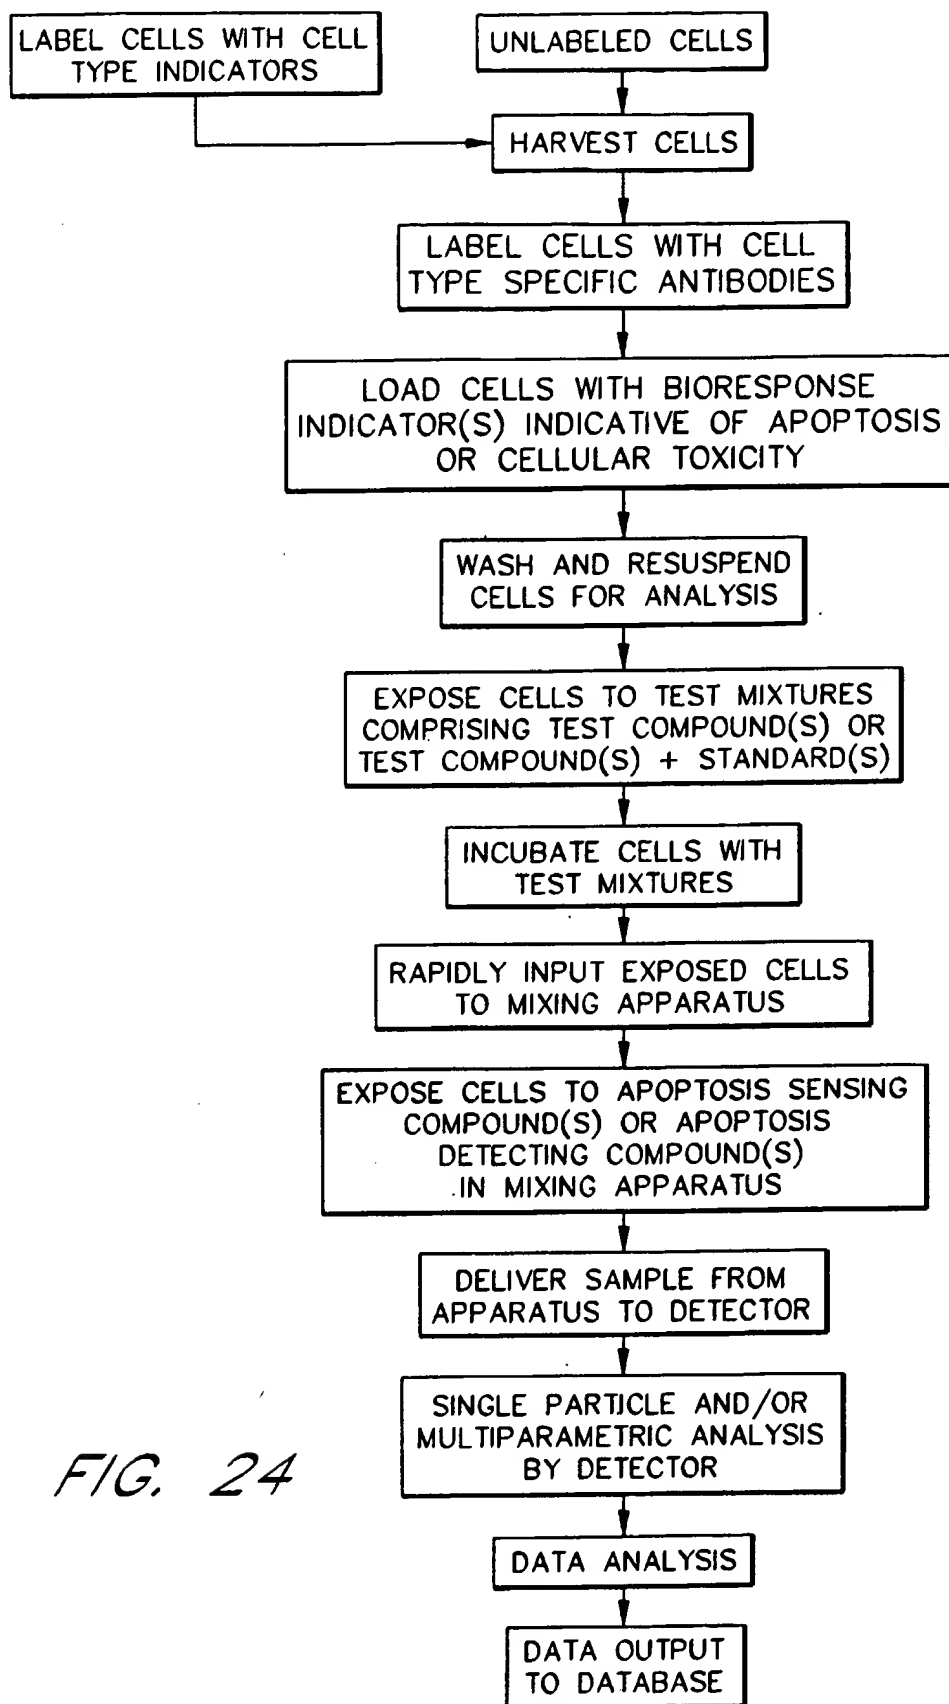 LABEL CELLS WITH CELL
TYPE INDICATORS
UNLABELED CELLS
HARVEST CELLS
LABEL CELLS WITH CELL
TYPE SPECIFIC ANTIBODIES
LOAD CELLS WITH BIORESPONSE
INDICATOR(S) INDICATIVE OF APOPTOSIS
OR CELLULAR TOXICITY
WASH AND RESUSPEND
CELLS FOR ANALYSIS
EXPOSE CELLS TO TEST MIXTURES
COMPRISING TEST COMPOUND(S) OR
TEST COMPOUND(S) + STANDARD(S)
INCUBATE CELLS WITH
TEST MIXTURES
RAPIDLY INPUT EXPOSED CELLS
TO MIXING APPARATUS
EXPOSE CELLS TO APOPTOSIS SENSING
COMPOUND(S) OR APOPTOSIS
DETECTING COMPOUND(S)
IN MIXING APPARATUS
DELIVER SAMPLE FROM
APPARATUS TO DETECTOR
SINGLE PARTICLE AND/OR
MULTIPARAMETRIC ANALYSIS
BY DETECTOR
DATA ANALYSIS
DATA OUTPUT
TO DATABASE
FIG. 24